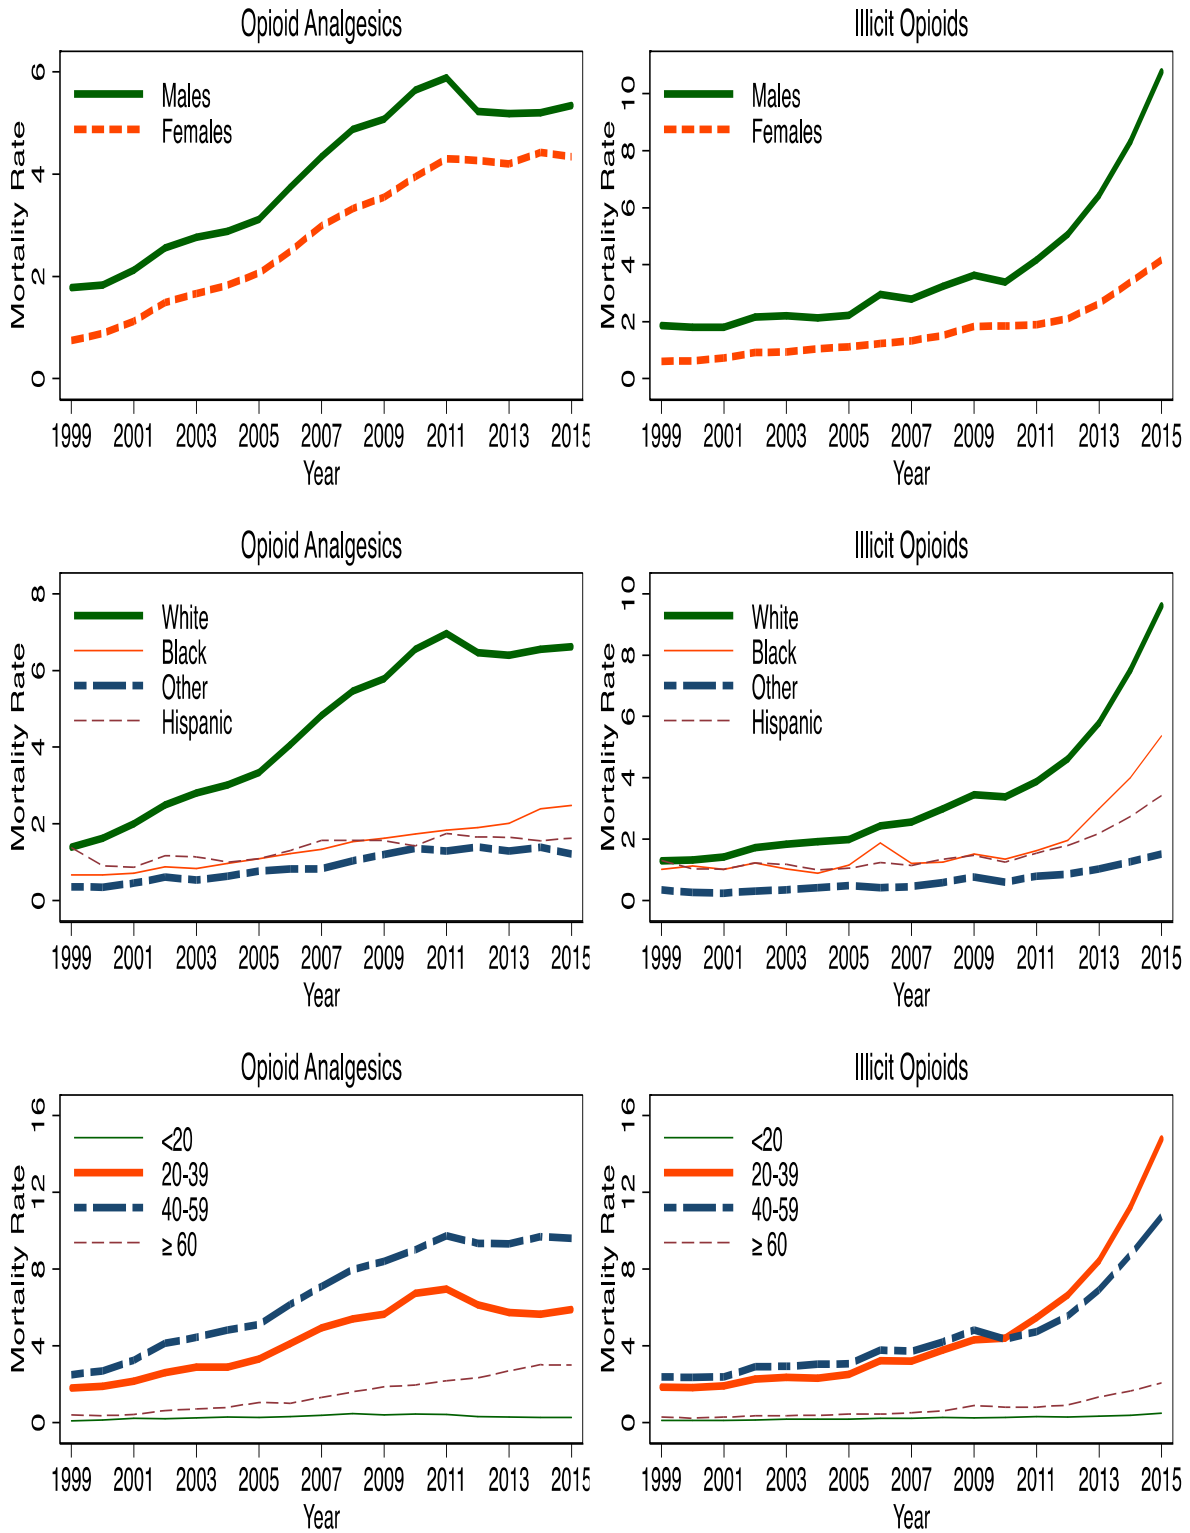 Opioid Analgesics
Mortality Rate
6
4
2
0
Males
Females
1999 2001 2003 2005 2007 2009 2011 2013 2015
Year
Illicit Opioids
Mortality Rate
10
8
6
4
2
0
Males
Females
1999 2001 2003 2005 2007 2009 2011 2013 2015
Year
Opioid Analgesics
Mortality Rate
8
6
4
2
0
White
Black
Other
Hispanic
1999 2001 2003 2005 2007 2009 2011 2013 2015
Year
Illicit Opioids
Mortality Rate
10
8
6
4
2
0
White
Black
Other
Hispanic
1999 2001 2003 2005 2007 2009 2011 2013 2015
Year
Opioid Analgesics
Mortality Rate
16
12
8
4
0
<20
20-39
40-59
≥ 60
1999 2001 2003 2005 2007 2009 2011 2013 2015
Year
Illicit Opioids
Mortality Rate
16
12
8
4
0
<20
20-39
40-59
≥ 60
1999 2001 2003 2005 2007 2009 2011 2013 2015
Year